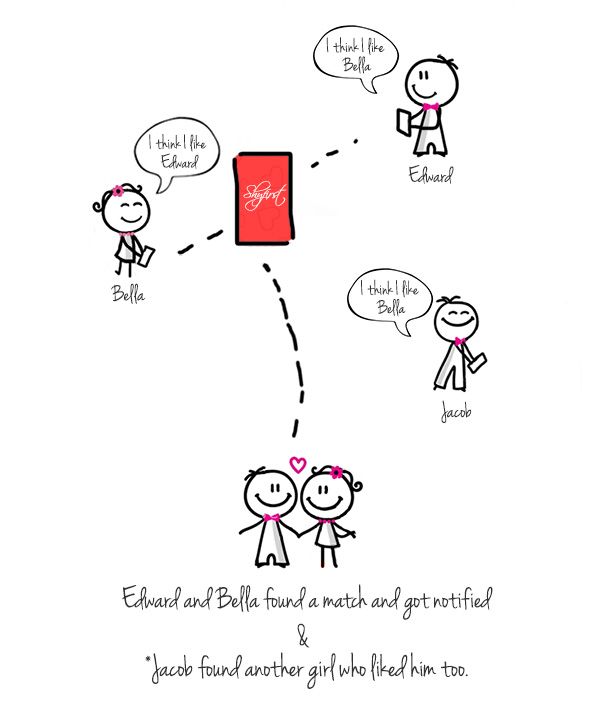 I think I like
Bella
Edward
I think I like
Edward
Bella
Shyfirst
I think I like
Bella
Jacob
Edward and Bella found a match and got notified
&
*Jacob found another girl who liked him too.